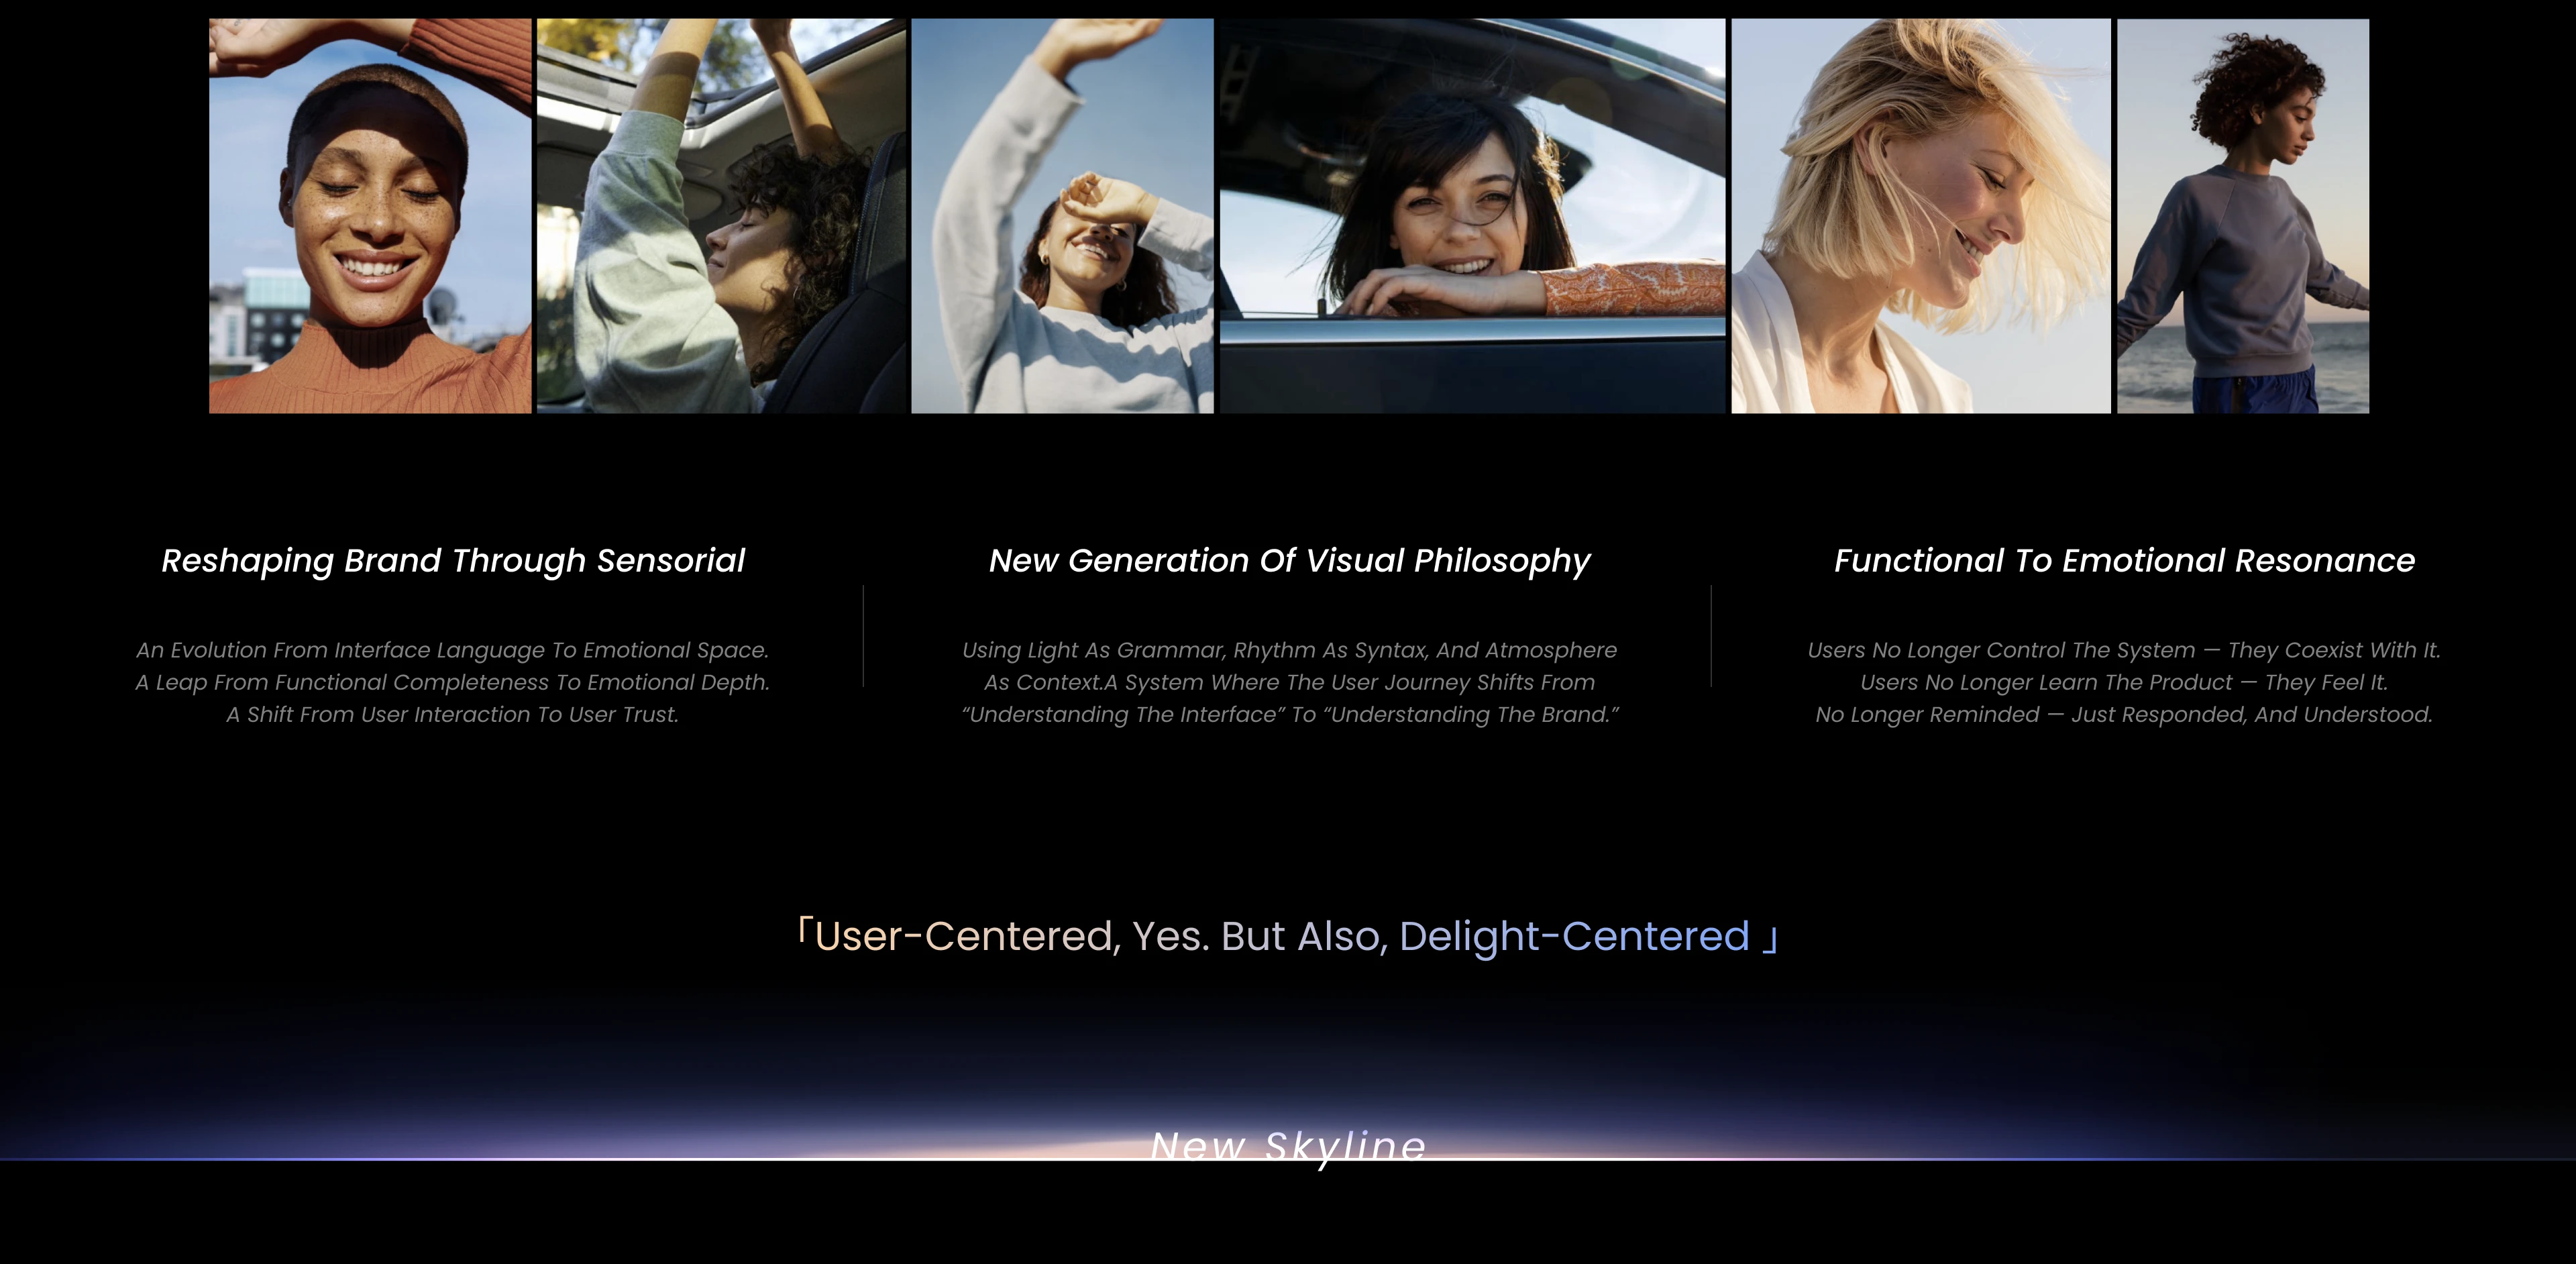 Reshaping Brand Through Sensorial
An Evolution From Interface Language To Emotional Space.
A Leap From Functional Completeness To Emotional Depth.
A Shift From User Interaction To User Trust.
New Generation Of Visual Philosophy
Using Light As Grammar, Rhythm As Syntax, And Atmosphere
As Context.A System Where The User Journey Shifts From
“Understanding The Interface” To “Understanding The Brand.”
Functional To Emotional Resonance
Users No Longer Control The System — They Coexist With It.
Users No Longer Learn The Product — They Feel It.
No Longer Reminded — Just Responded, And Understood.
「User-Centered, Yes. But Also, Delight-Centered 」
New Skyline